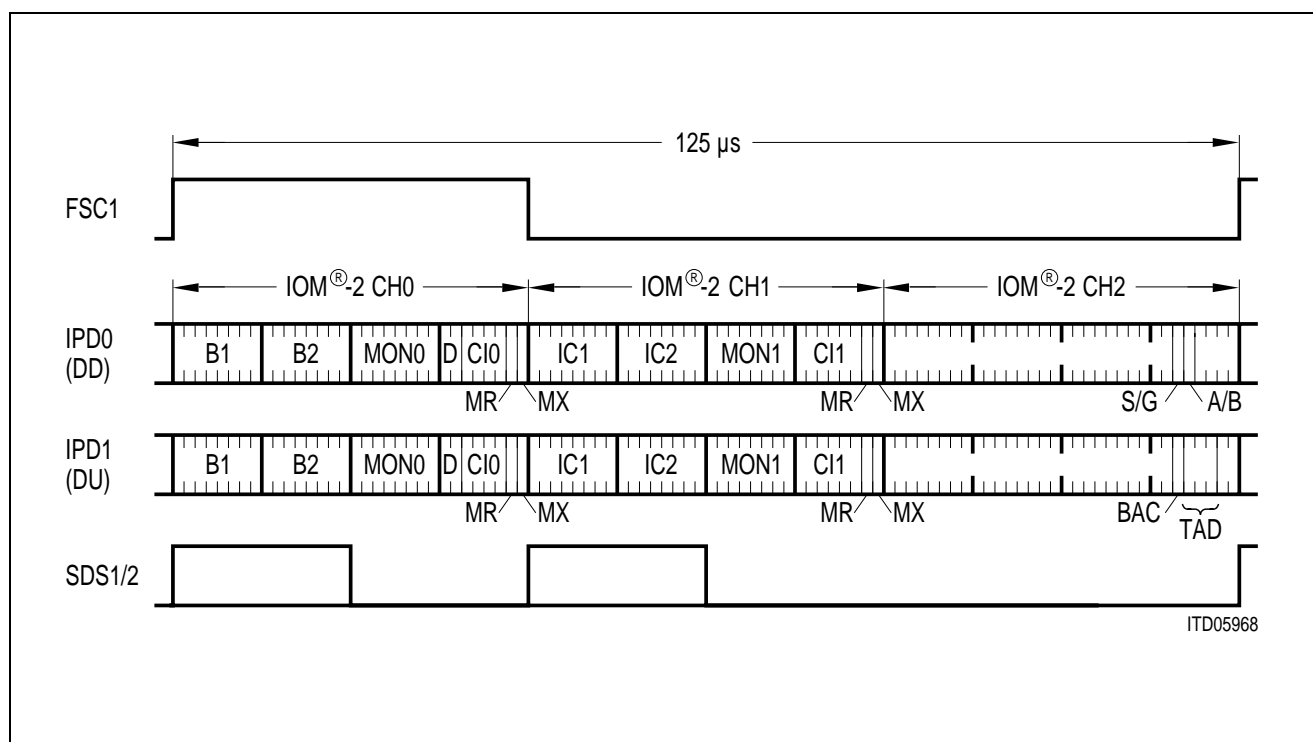 125 µs
FSC1
IOM®-2 CH0 IOM®-2 CH1 IOM®-2 CH2
IPD0
(DD)
B1 B2 MON0 D CI0 IC1 IC2 MON1 CI1
MR MX MR MX S/G A/B
IPD1
(DU)
B1 B2 MON0 D CI0 IC1 IC2 MON1 CI1
MR MX MR MX BAC TAD
SDS1/2
ITD05968